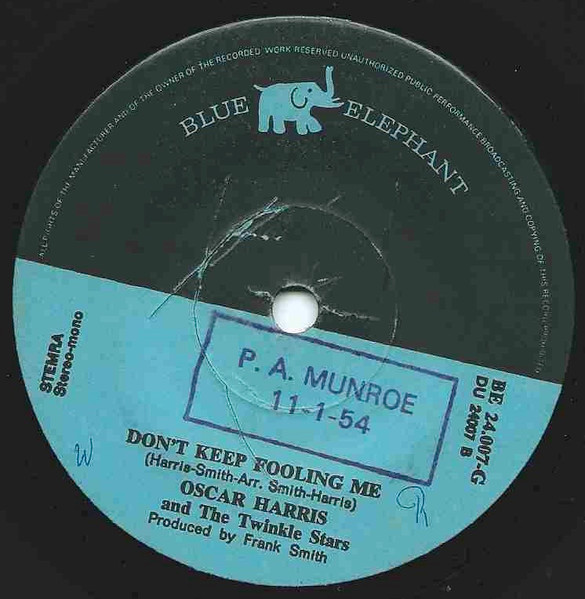 ALL RIGHTS OF THE MANUFACTURER AND OF THE OWNER OF THE RECORDED WORK RESERVED UNAUTHORIZED PUBLIC PERFORMANCE BROADCASTING AND COPYING OF THIS RECORD PROHIBITED
BLUE ELEPHANT
STEMRA
Stereo-mono
BE 24.007-G
DU 24007 B
P. A. MUNROE
11-1-54
W
R
DON'T KEEP FOOLING ME
(Harris-Smith-Arr. Smith-Harris)
OSCAR HARRIS
and The Twinkle Stars
Produced by Frank Smith